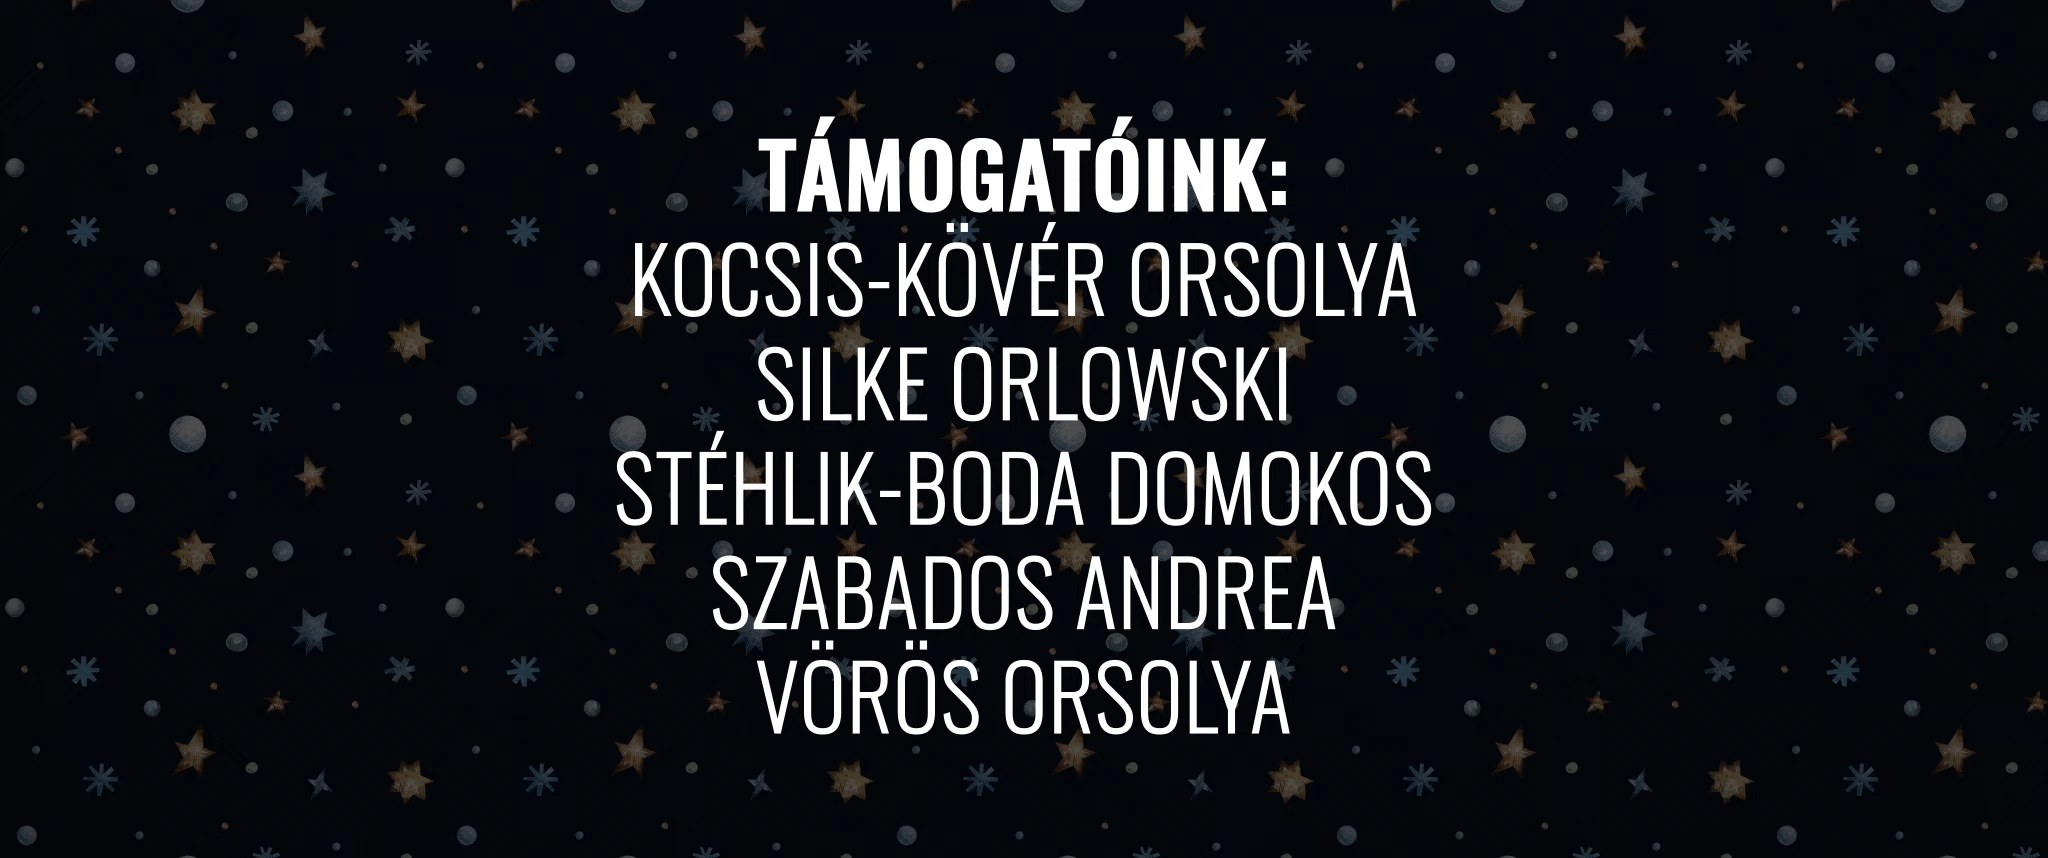 TÁMOGATÓINK:
KOCSIS-KÖVÉR ORSOLYA
SILKE ORLOWSKI
STÉHLIK-BODA DOMOKOS
SZABADOS ANDREA
VÖRÖS ORSOLYA